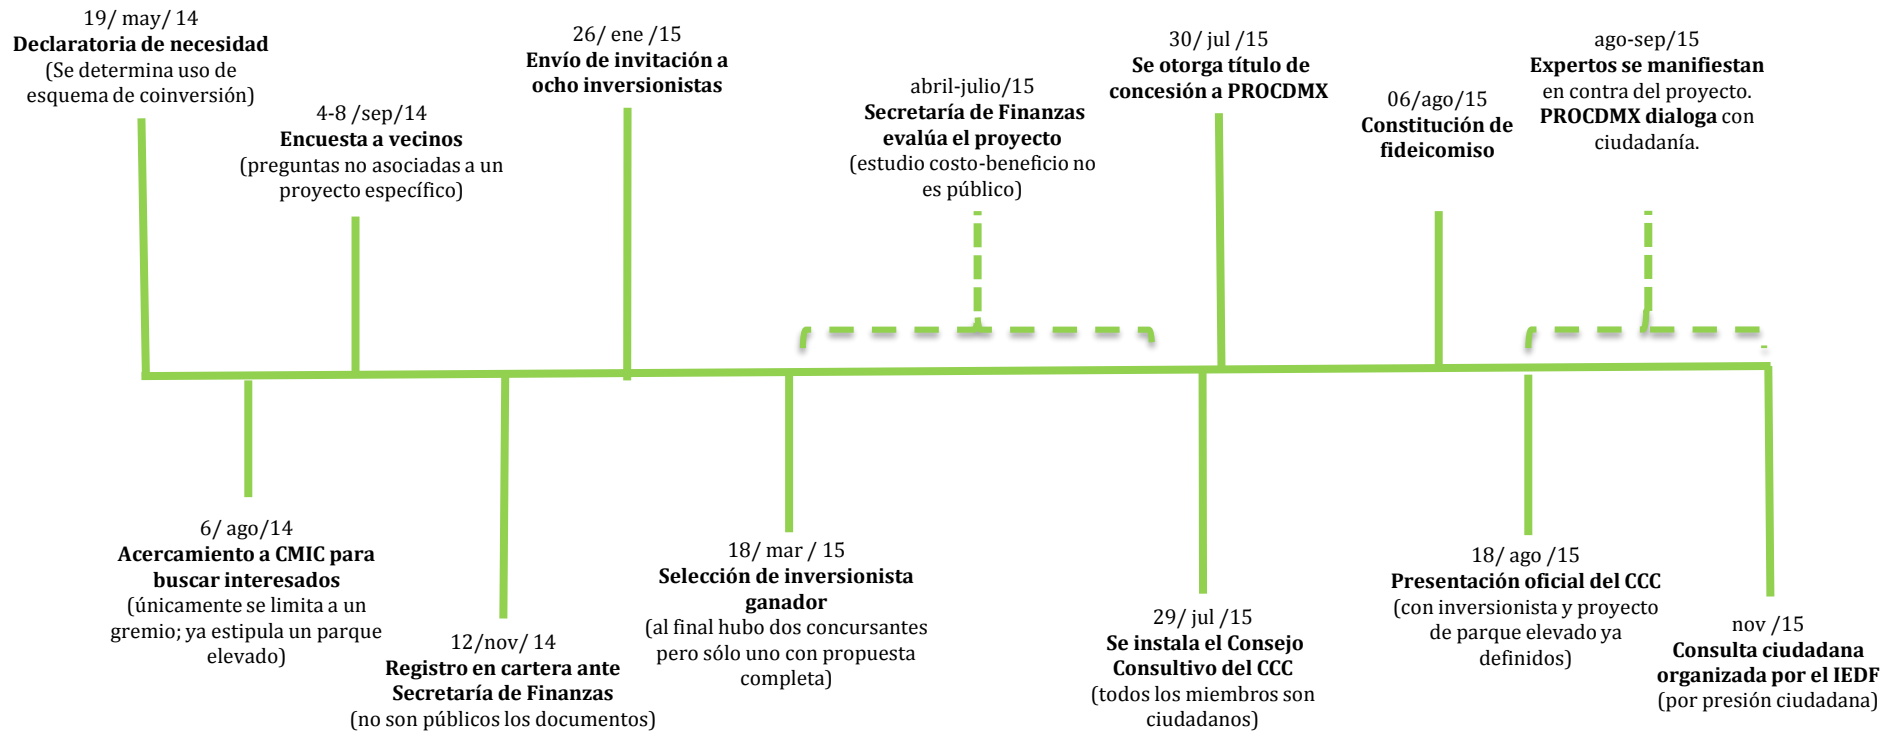 19/ may/ 14
Declaratoria de necesidad
(Se determina uso de
esquema de coinversión)
4-8 /sep/14
Encuesta a vecinos
(preguntas no asociadas a un
proyecto específico)
26/ ene /15
Envío de invitación a
ocho inversionistas
abril-julio/15
Secretaría de Finanzas
evalúa el proyecto
(estudio costo-beneficio no
es público)
30/ jul /15
Se otorga título de
concesión a PROCDMX
06/ago/15
Constitución de
fideicomiso
ago-sep/15
Expertos se manifiestan
en contra del proyecto.
PROCDMX dialoga con
ciudadanía.
6/ ago/14
Acercamiento a CMIC para
buscar interesados
(únicamente se limita a un
gremio; ya estipula un parque
elevado)
12/nov/ 14
Registro en cartera ante
Secretaría de Finanzas
(no son públicos los documentos)
18/ mar / 15
Selección de inversionista
ganador
(al final hubo dos concursantes
pero sólo uno con propuesta
completa)
29/ jul /15
Se instala el Consejo
Consultivo del CCC
(todos los miembros son
ciudadanos)
18/ ago /15
Presentación oficial del CCC
(con inversionista y proyecto
de parque elevado ya
definidos)
nov /15
Consulta ciudadana
organizada por el IEDF
(por presión ciudadana)